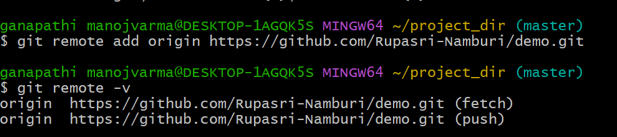 ganapathi manojvarma@DESKTOP-1AGQK5S MINGW64 ~/project_dir (master)
$ git remote add origin https://github.com/Rupasri-Namburi/demo.git
ganapathi manojvarma@DESKTOP-1AGQK5S MINGW64 ~/project_dir (master)
$ git remote -v
origin  https://github.com/Rupasri-Namburi/demo.git (fetch)
origin  https://github.com/Rupasri-Namburi/demo.git (push)